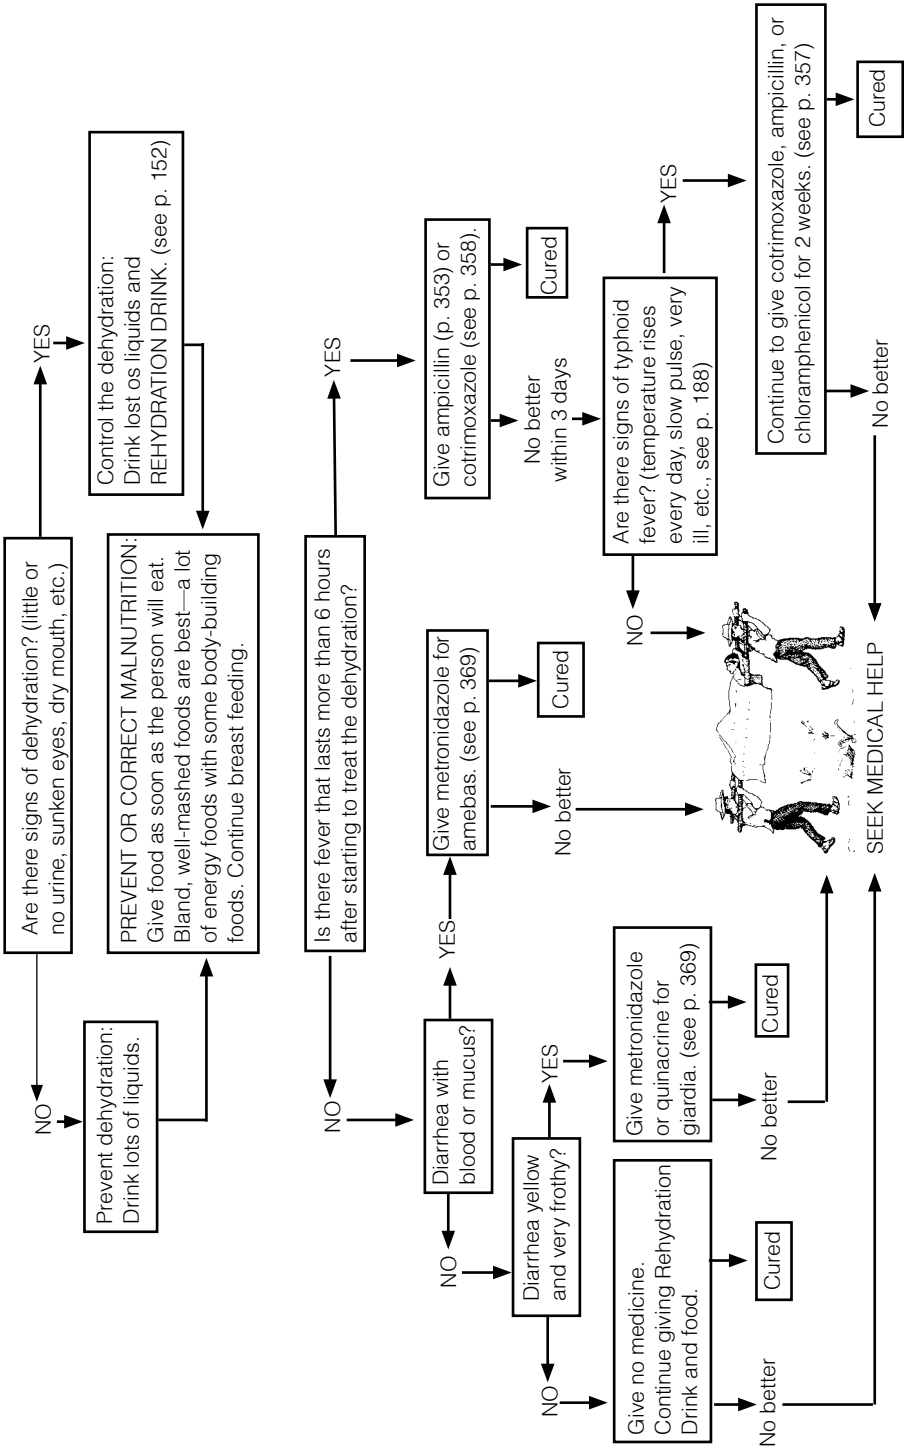 Are there signs of dehydration? (little or
no urine, sunken eyes, dry mouth, etc.)
NO
YES
Prevent dehydration:
Drink lots of liquids.
Control the dehydration:
Drink lost os liquids and
REHYDRATION DRINK. (see p. 152)
PREVENT OR CORRECT MALNUTRITION:
Give food as soon as the person will eat.
Bland, well-mashed foods are best—a lot
of energy foods with some body-building
foods. Continue breast feeding.
Is there fever that lasts more than 6 hours
after starting to treat the dehydration?
NO
YES
Diarrhea with
blood or mucus?
YES
Give metronidazole for
amebas. (see p. 369)
Give ampicillin (p. 353) or
cotrimoxazole (see p. 358).
NO
No better
Cured
No better
within 3 days
Cured
Diarrhea yellow
and very frothy?
YES
NO
Give metronidazole
or quinacrine for
giardia. (see p. 369)
Are there signs of typhoid
fever? (temperature rises
every day, slow pulse, very
ill, etc., see p. 188)
NO
YES
Give no medicine.
Continue giving Rehydration
Drink and food.
No better
Cured
No better
Cured
Continue to give cotrimoxazole, ampicillin, or
chloramphenicol for 2 weeks. (see p. 357)
No better
Cured
SEEK MEDICAL HELP